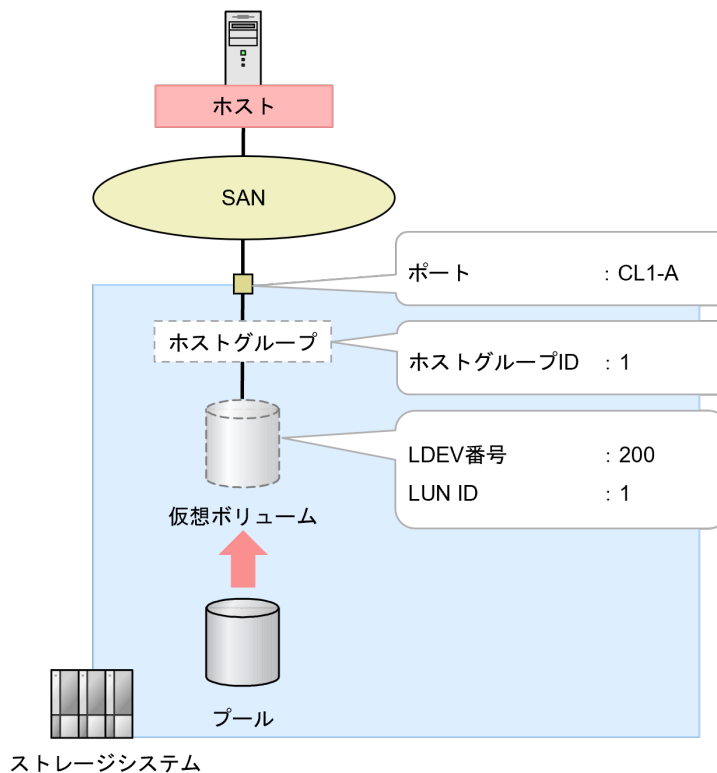 ホスト
SAN
ポート : CL1-A
ホストグループ
ホストグループID : 1
LDEV番号 : 200
LUN ID : 1
仮想ボリューム
プール
ストレージシステム